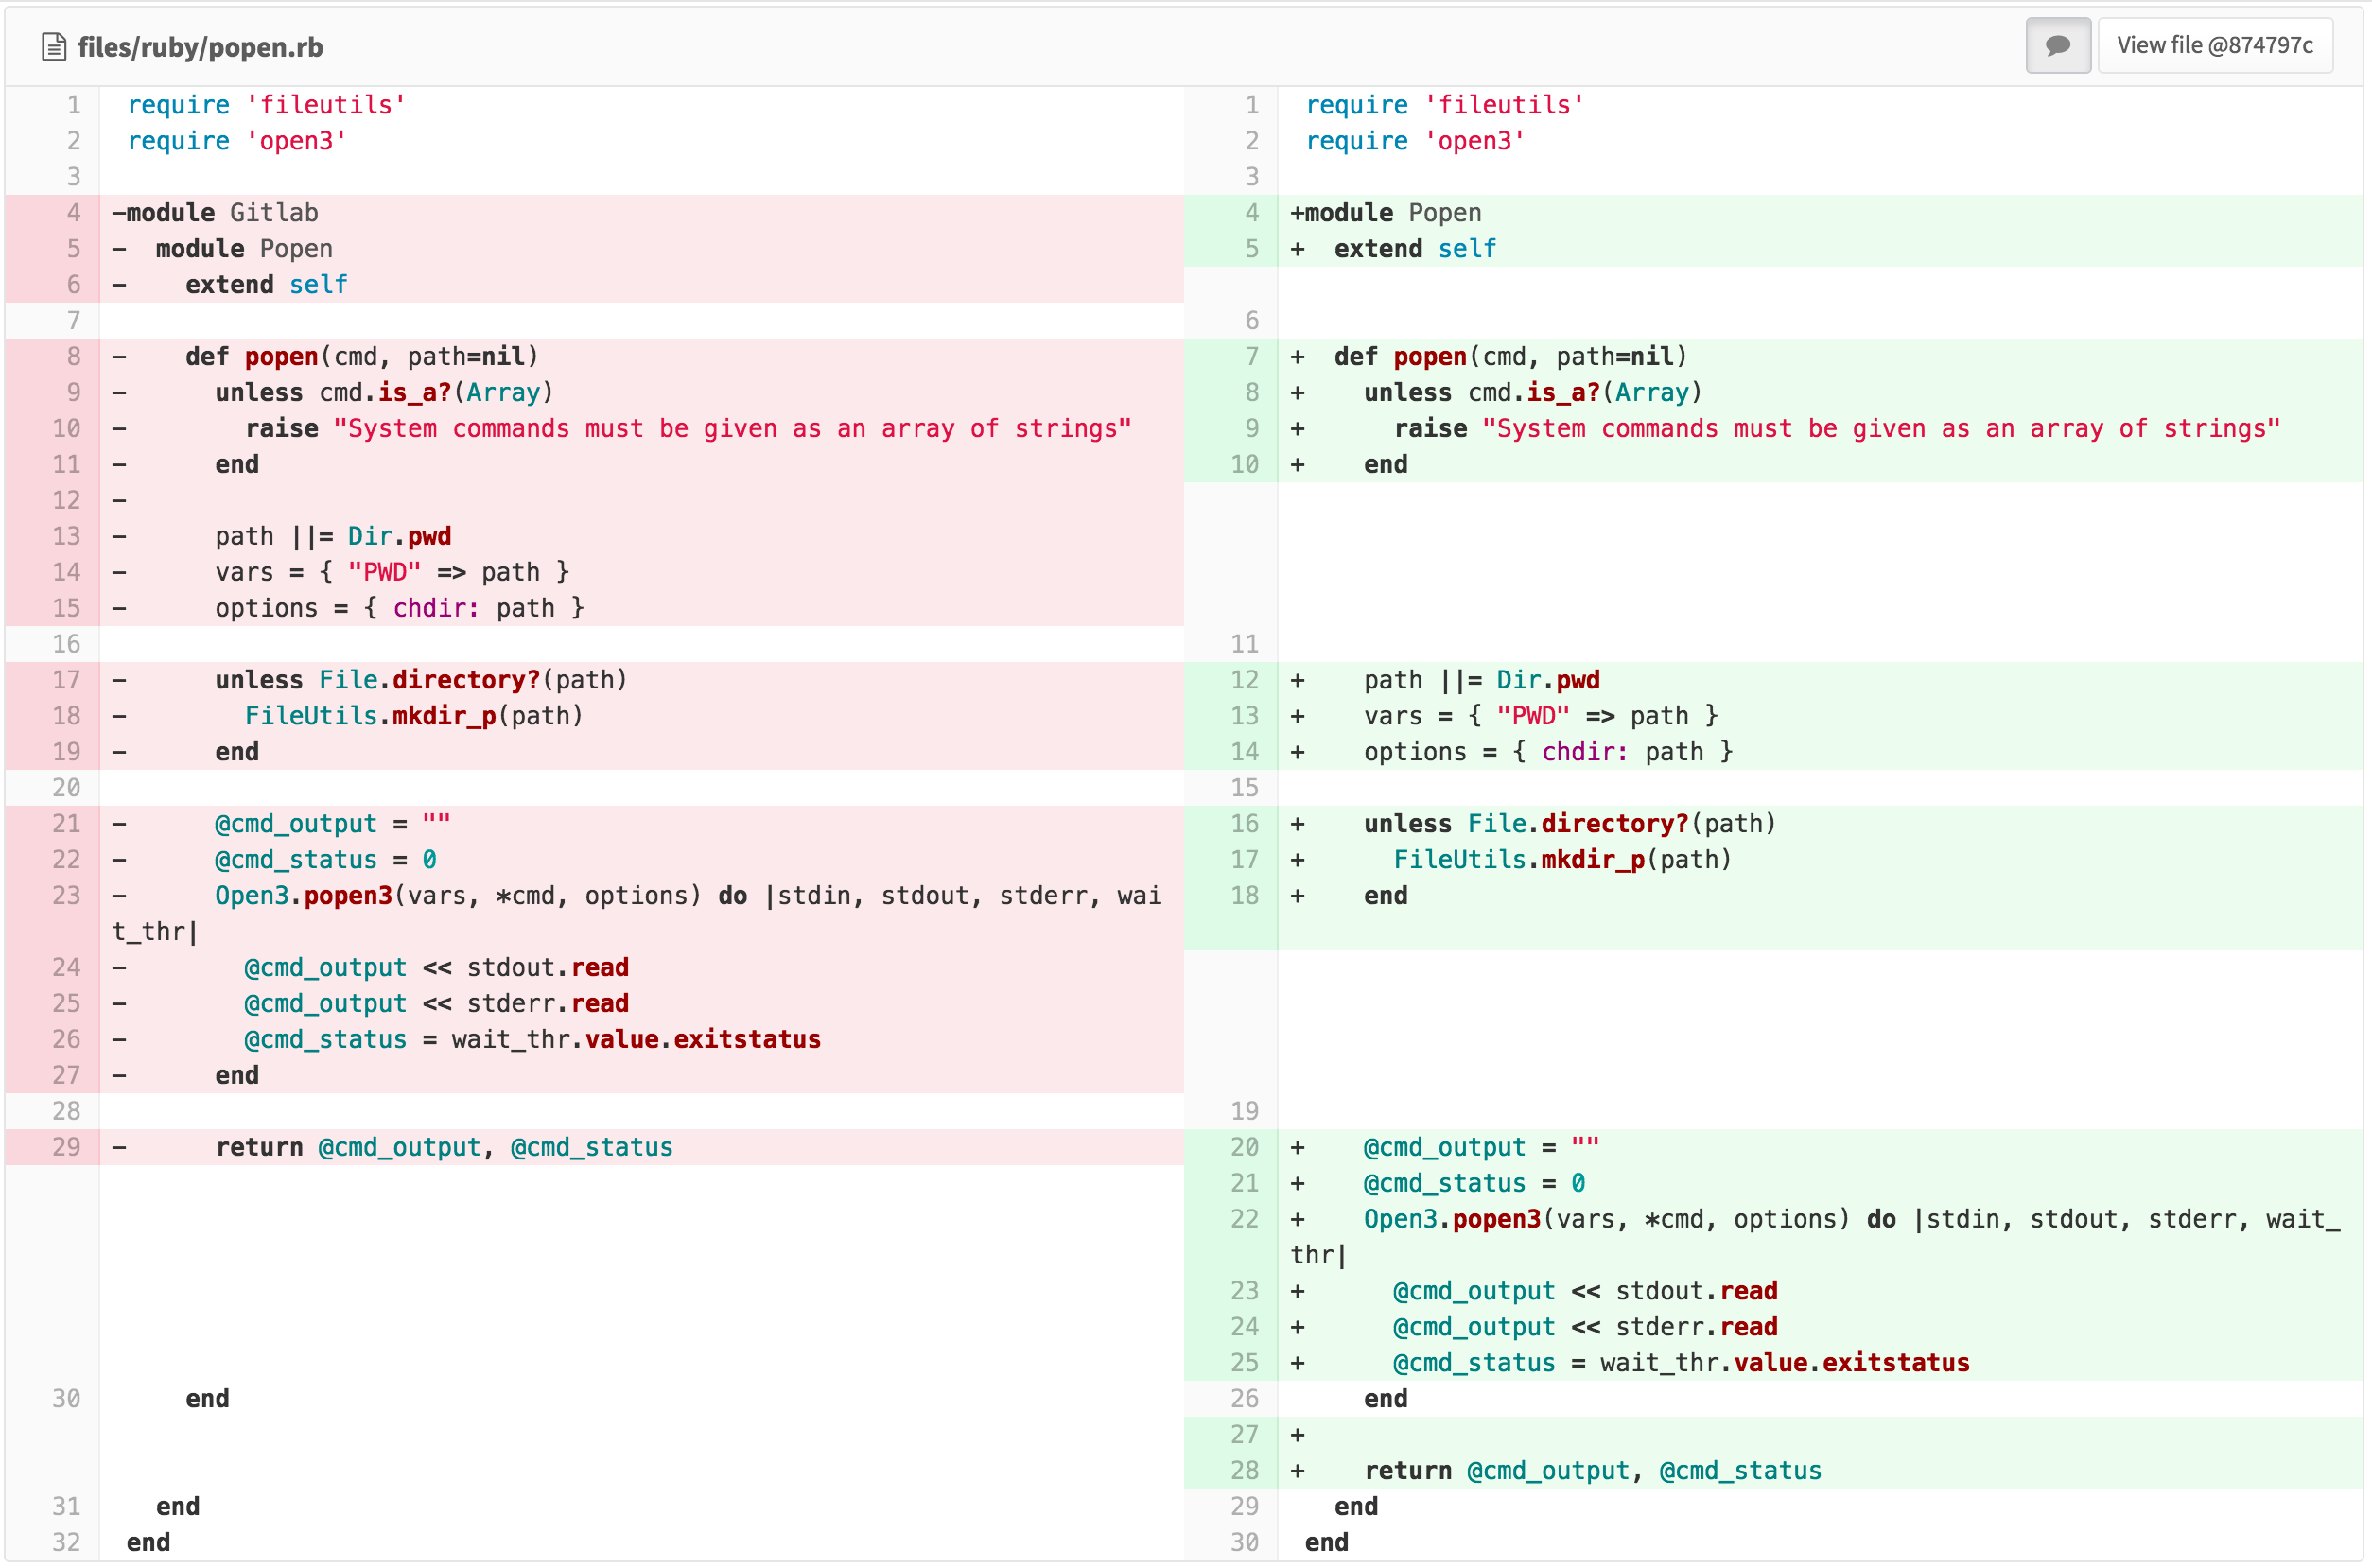 files/ruby/popen.rb
View file @874797c
1 require 'fileutils'
2 require 'open3'
3
4 -module Gitlab
5 -  module Popen
6 -    extend self
7
8 -    def popen(cmd, path=nil)
9 -      unless cmd.is_a?(Array)
10 -        raise "System commands must be given as an array of strings"
11 -      end
12 -
13 -      path ||= Dir.pwd
14 -      vars = { "PWD" => path }
15 -      options = { chdir: path }
16
17 -      unless File.directory?(path)
18 -        FileUtils.mkdir_p(path)
19 -      end
20
21 -      @cmd_output = ""
22 -      @cmd_status = 0
23 -      Open3.popen3(vars, *cmd, options) do |stdin, stdout, stderr, wai
t_thr|
24 -        @cmd_output << stdout.read
25 -        @cmd_output << stderr.read
26 -        @cmd_status = wait_thr.value.exitstatus
27 -      end
28
29 -      return @cmd_output, @cmd_status
30     end
31   end
32 end
1 require 'fileutils'
2 require 'open3'
3
4 +module Popen
5 +  extend self
6
7 +  def popen(cmd, path=nil)
8 +    unless cmd.is_a?(Array)
9 +      raise "System commands must be given as an array of strings"
10 +    end
11
12 +    path ||= Dir.pwd
13 +    vars = { "PWD" => path }
14 +    options = { chdir: path }
15
16 +    unless File.directory?(path)
17 +      FileUtils.mkdir_p(path)
18 +    end
19
20 +    @cmd_output = ""
21 +    @cmd_status = 0
22 +    Open3.popen3(vars, *cmd, options) do |stdin, stdout, stderr, wait_
thr|
23 +      @cmd_output << stdout.read
24 +      @cmd_output << stderr.read
25 +      @cmd_status = wait_thr.value.exitstatus
26     end
27 +
28 +    return @cmd_output, @cmd_status
29   end
30 end